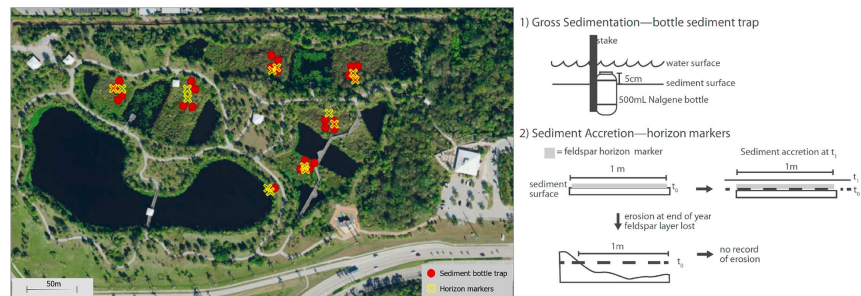 50m
Sediment bottle trap
Horizon markers
1) Gross Sedimentation—bottle sediment trap
stake
water surface
5cm
sediment surface
500mL Nalgene bottle
2) Sediment Accretion—horizon markers
= feldspar horizon marker
Sediment accretion at t1
1 m
1m
sediment
surface
t0
t1
t0
erosion at end of year
feldspar layer lost
1m
t0
no record
of erosion